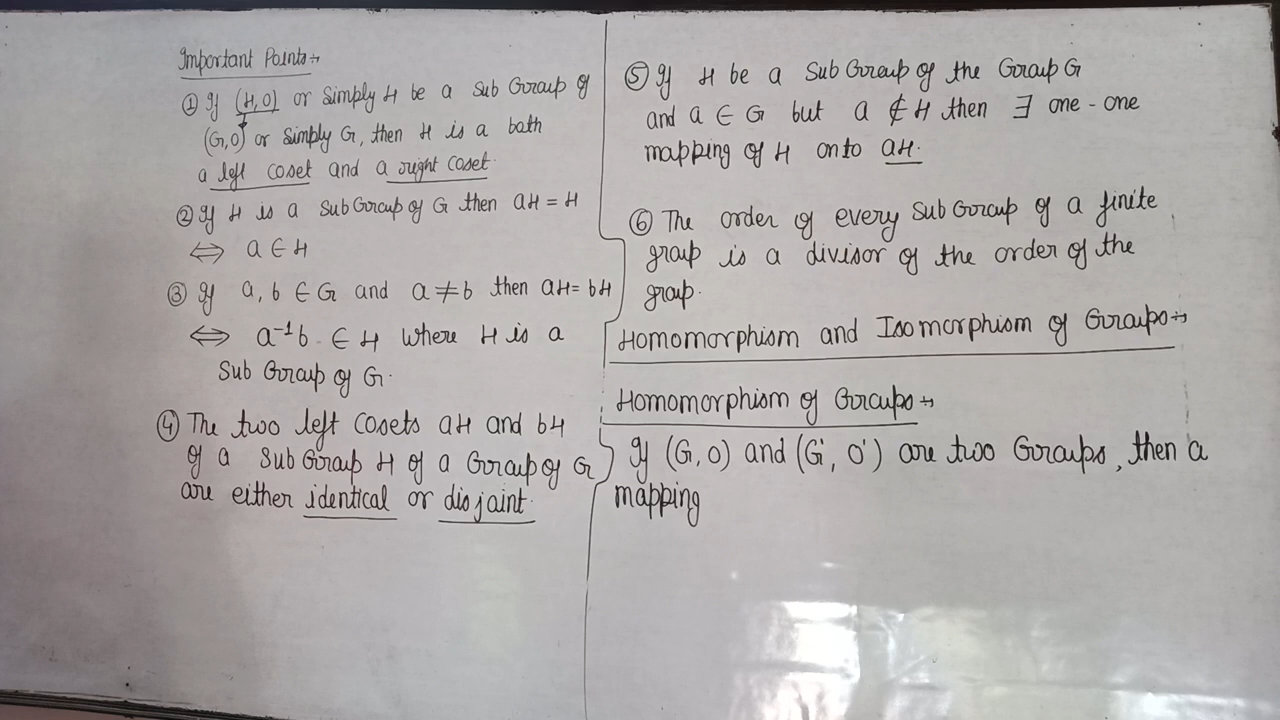 Important Points:-
① If (H,O) or simply H be a Sub Group of
(G,O) or simply G, then H is a both
a left coset and a right coset.
② If H is a Sub Group of G then aH = H
⇔ a ∈ H
③ If a, b ∈ G and a ≠ b then aH = bH
⇔ a⁻¹b ∈ H where H is a
Sub Group of G.
④ The two left cosets aH and bH
of a Sub Group H of a Group of G
are either identical or disjoint.
⑤ If H be a Sub Group of the Group G
and a ∈ G but a ∉ H then ∃ one-one
mapping of H onto aH.
⑥ The order of every Sub Group of a finite
group is a divisor of the order of the
group.
Homomorphism and Isomorphism of Groups:-
Homomorphism of Groups:-
If (G, O) and (G', O') are two Groups, then a
mapping